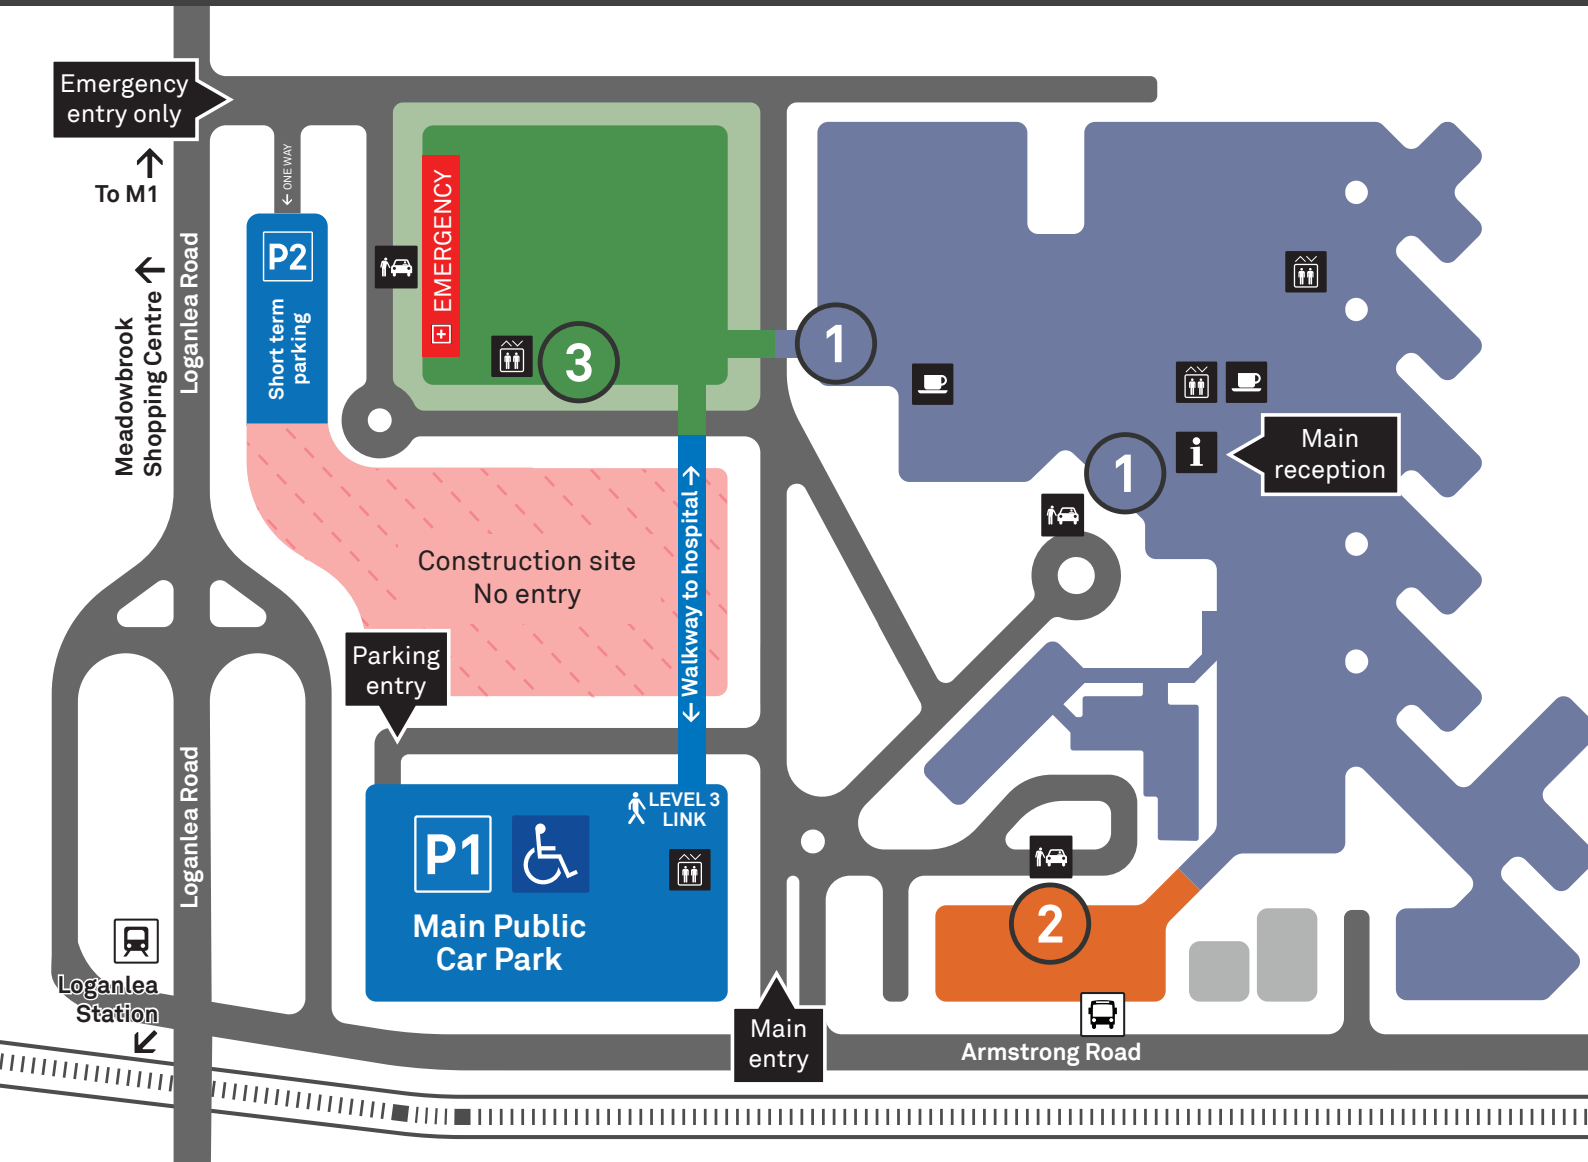 Emergency
entry only
To M1
← ONE WAY
Loganlea Road
Meadowbrook
Shopping Centre
P2
Short term
parking
EMERGENCY
3
1
1
i
Main
reception
Construction site
No entry
← Walkway to hospital →
Parking
entry
LEVEL 3
LINK
P1
Main Public
Car Park
Loganlea Road
Loganlea
Station
2
Main
entry
Armstrong Road